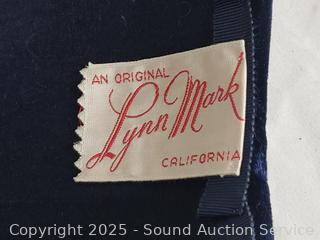 AN ORIGINAL
Lynn Mark
CALIFORNIA
Copyright 2025 - Sound Auction Service